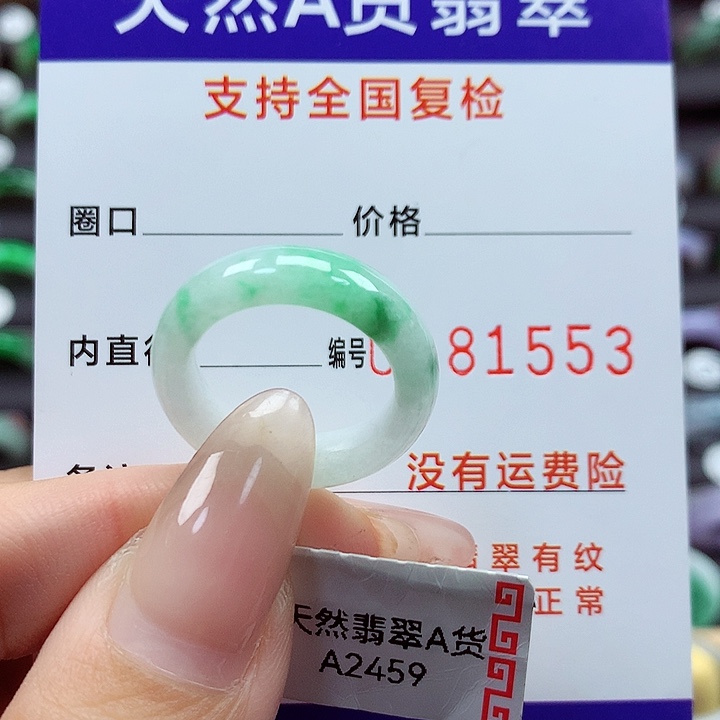 天然A货翡翠
支持全国复检
圈口 价格
内直径 编号 81553
没有运费险
翡翠有纹
正常
天然翡翠A货
A2459